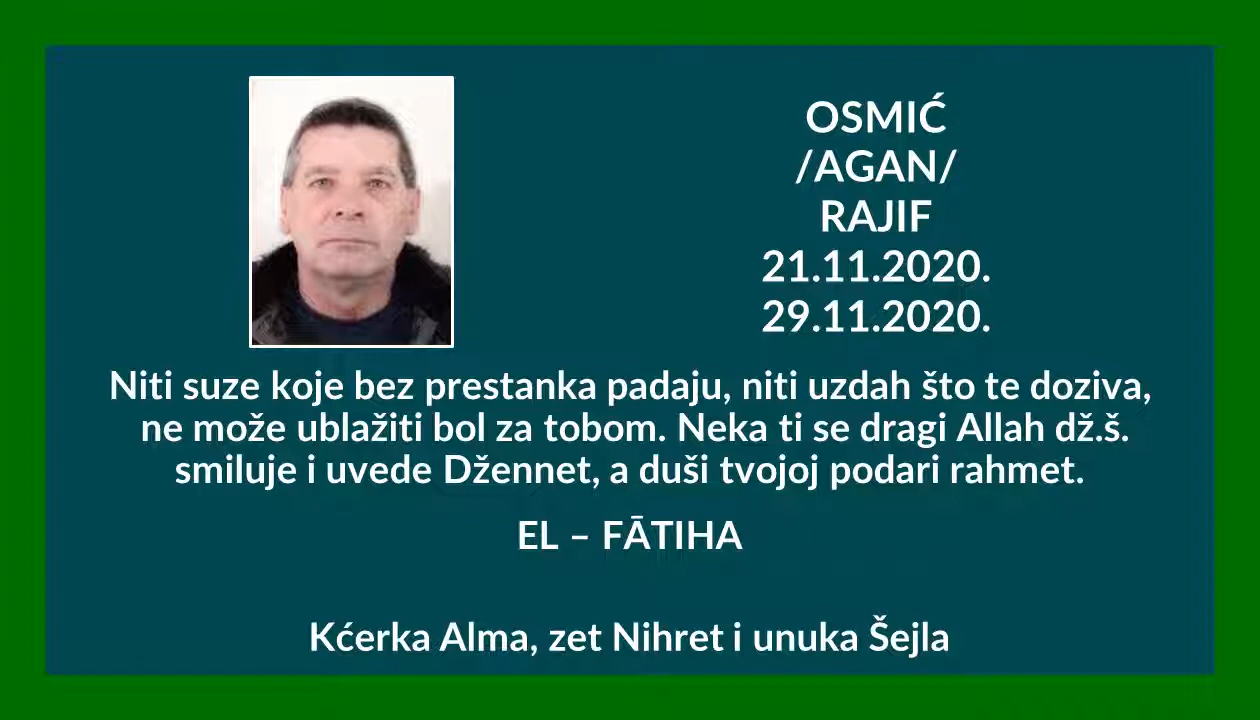 OSMIĆ
/AGAN/
RAJIF
21.11.2020.
29.11.2020.
Niti suze koje bez prestanka padaju, niti uzdah što te doziva,
ne može ublažiti bol za tobom. Neka ti se dragi Allah dž.š.
smiluje i uvede Džennet, a duši tvojoj podari rahmet.
EL – FĀTIHA
Kćerka Alma, zet Nihret i unuka Šejla